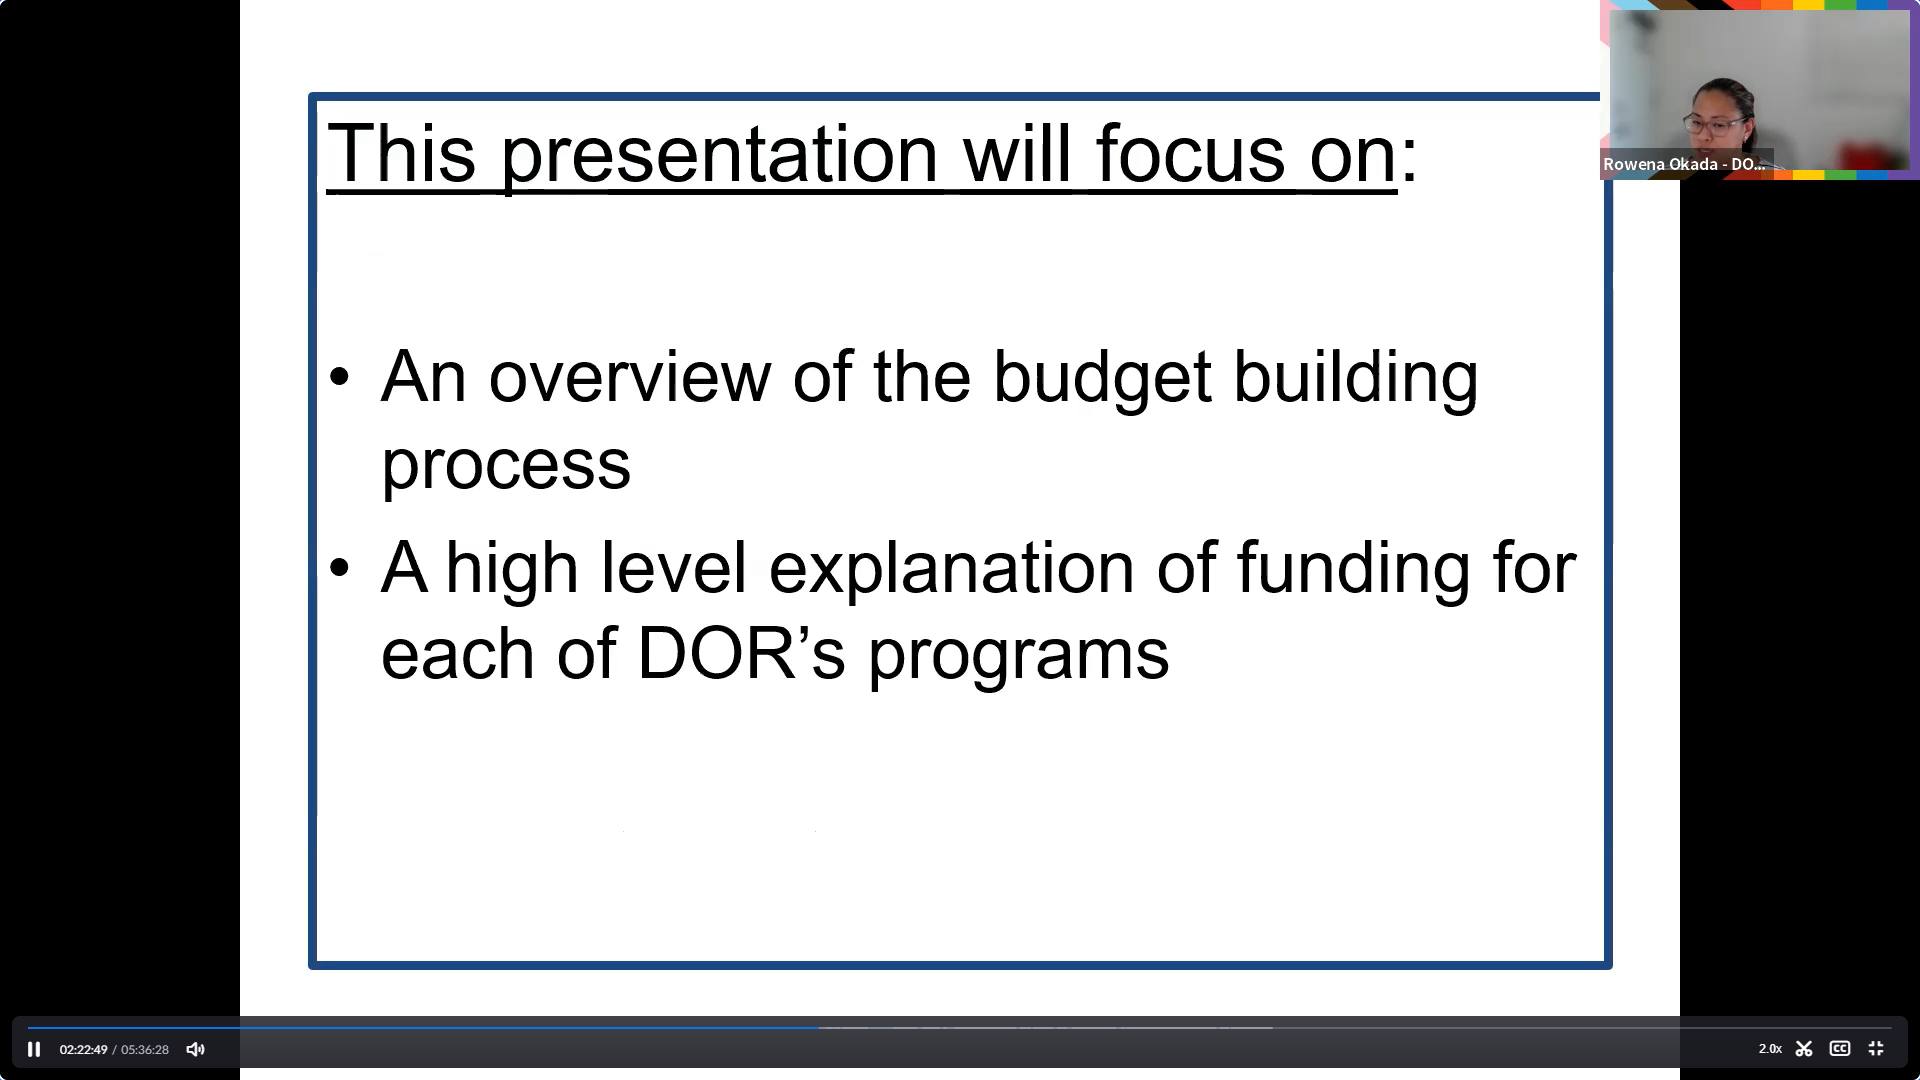 This presentation will focus on:
Rowena Okada - DO...
• An overview of the budget building
process
• A high level explanation of funding for
each of DOR’s programs
02:22:49 / 05:36:28
2.0x
CC